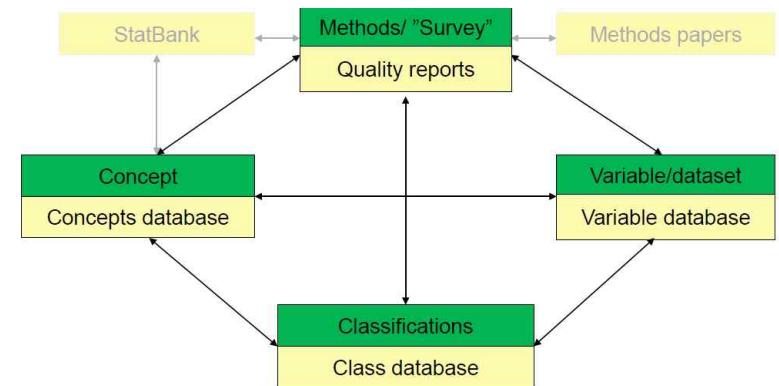 StatBank
Methods/ ”Survey”
Methods papers
Quality reports
Concept
Variable/dataset
Concepts database
Variable database
Classifications
Class database